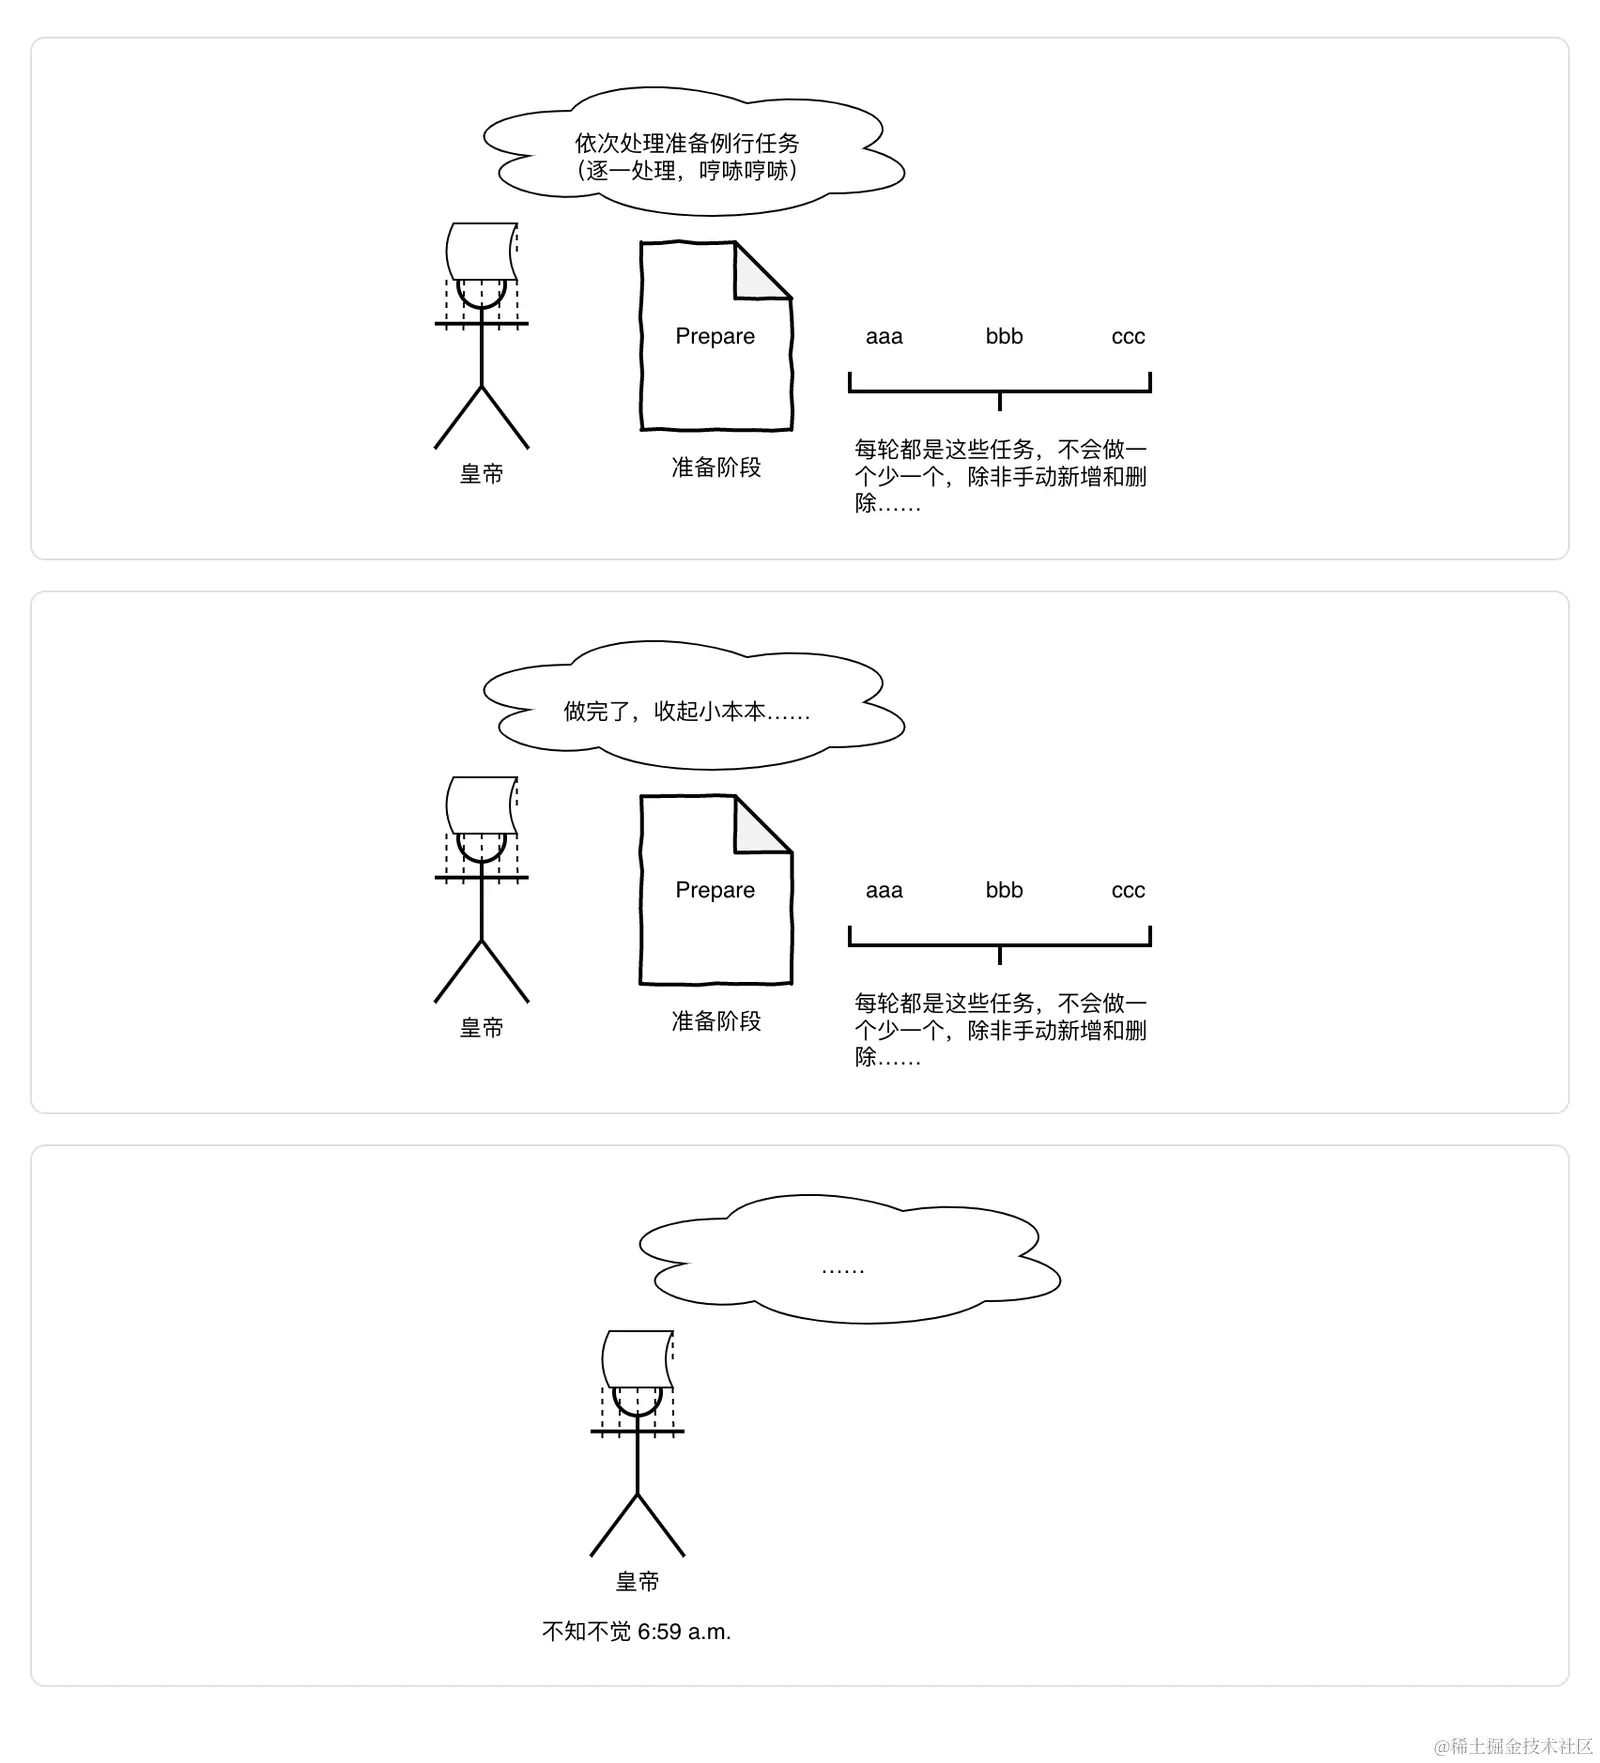 依次处理准备例行任务
（逐一处理，哼哧哼哧）
Prepare
aaa bbb ccc
皇帝
准备阶段
每轮都是这些任务，不会做一
个少一个，除非手动新增和删
除……
做完了，收起小本本……
Prepare
aaa bbb ccc
皇帝
准备阶段
每轮都是这些任务，不会做一
个少一个，除非手动新增和删
除……
……
皇帝
不知不觉 6:59 a.m.
@稀土掘金技术社区